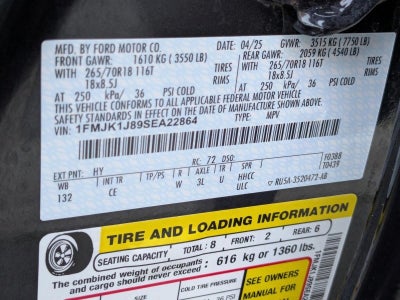 MFD. BY FORD MOTOR CO.
DATE: 04/25 GVWR: 3515 KG (7750 LB)
FRONT GAWR: 1610 KG (3550 LB) REAR GAWR: 2059 KG (4540 LB)
WITH 265/70R18 116T TIRES WITH 265/70R18 116T TIRES
18x8.5J RIMS 18x8.5J RIMS
AT 250 kPa/ 36 PSI COLD AT 250 kPa/ 36 PSI COLD
THIS VEHICLE CONFORMS TO ALL APPLICABLE FEDERAL MOTOR VEHICLE
SAFETY STANDARDS IN EFFECT ON THE DATE OF MANUFACTURE SHOWN ABOVE.
VIN: 1FMJK1J89SEA22864 TYPE: MPV
EXT PNT: HY RC: 72 DSO: F0388
T0439
WB INT TR TP/PS R AXLE TR SPR
132 CE W 3L U HHCC
UC RU5A-3520472-AB
TIRE AND LOADING INFORMATION
SEATING CAPACITY TOTAL: 8 FRONT: 2 REAR: 6
The combined weight of occupants
and cargo should never exceed: 616 kg or 1360 lbs.
COLD TIRE PRESSURE
SEE OWNERS
MANUAL FOR